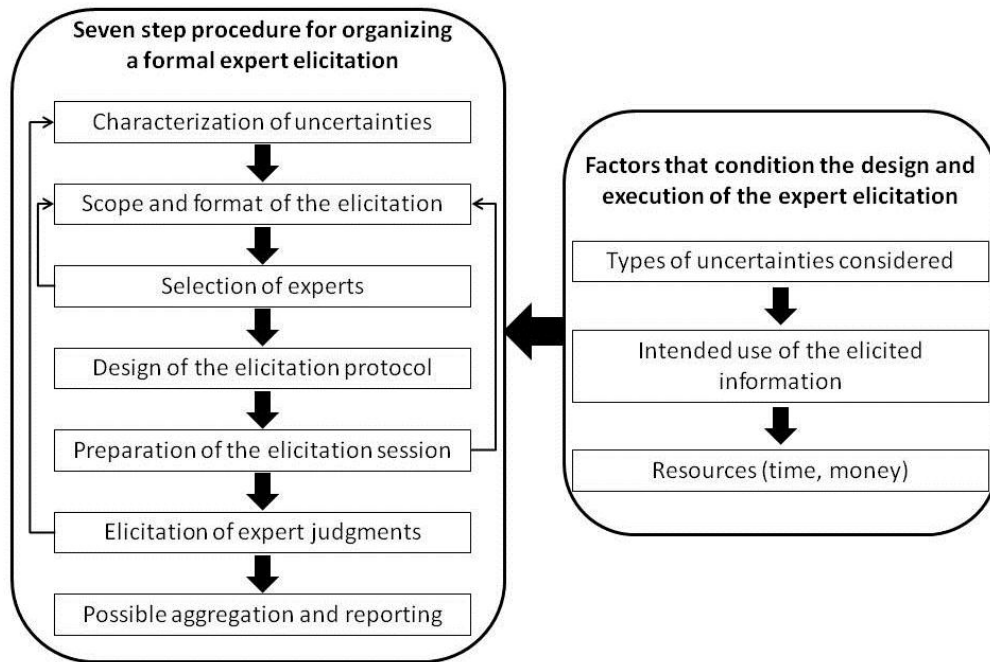 Seven step procedure for organizing
a formal expert elicitation
Characterization of uncertainties
Scope and format of the elicitation
Selection of experts
Design of the elicitation protocol
Preparation of the elicitation session
Elicitation of expert judgments
Possible aggregation and reporting
Factors that condition the design and
execution of the expert elicitation
Types of uncertainties considered
Intended use of the elicited
information
Resources (time, money)